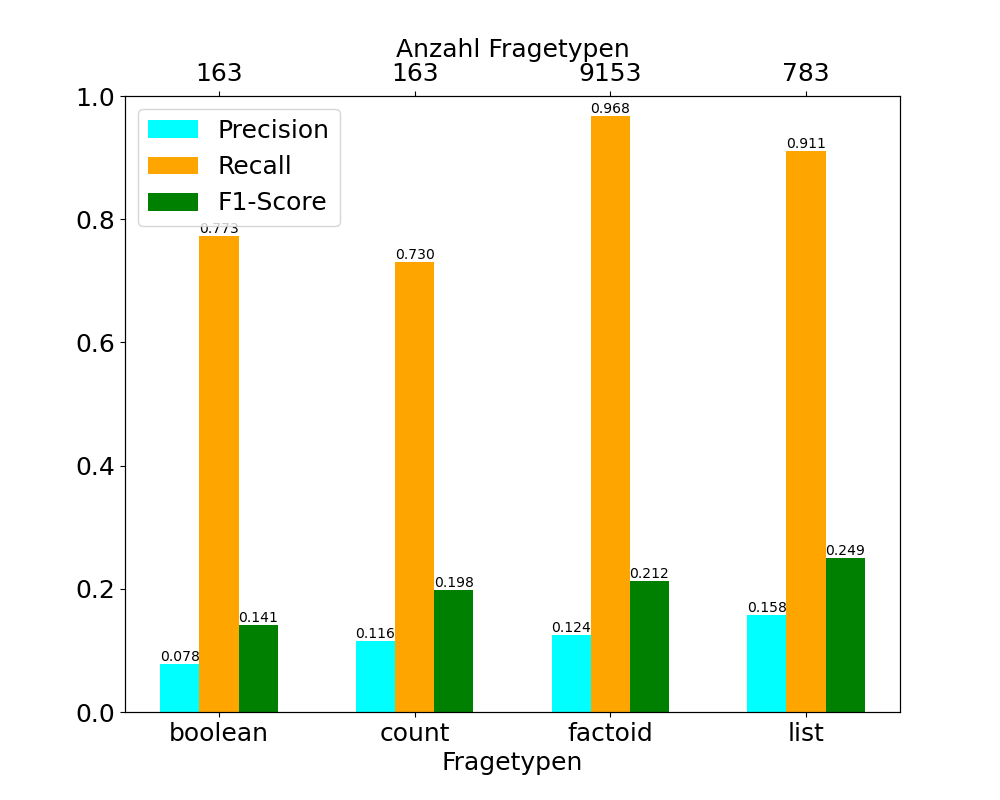 Anzahl Fragetypen
163 163 9153 783
1.0
0.8
0.6
0.4
0.2
0.0
Precision
Recall
F1-Score
0.078
0.773
0.141
0.116
0.730
0.198
0.124
0.968
0.212
0.158
0.911
0.249
boolean count factoid list
Fragetypen